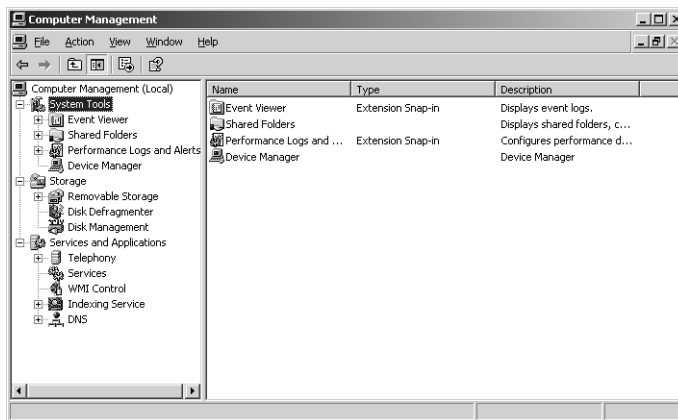 Computer Management
File Action View Window Help
Computer Management (Local)
System Tools
Event Viewer
Shared Folders
Performance Logs and Alerts
Device Manager
Storage
Removable Storage
Disk Defragmenter
Disk Management
Services and Applications
Telephony
Services
WMI Control
Indexing Service
DNS
Name Type Description
Event Viewer Extension Snap-in Displays event logs.
Shared Folders Displays shared folders, c...
Performance Logs and ... Extension Snap-in Configures performance d...
Device Manager Device Manager